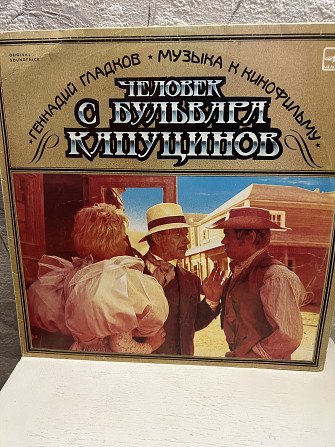 ORIGINAL
SOUNDTRACK
* ГЕННАДИЙ ГЛАДКОВ * МУЗЫКА К КИНОФИЛЬМУ *
ЧЕЛОВЕК
С БУЛЬВАРА
КАПУЦИНОВ